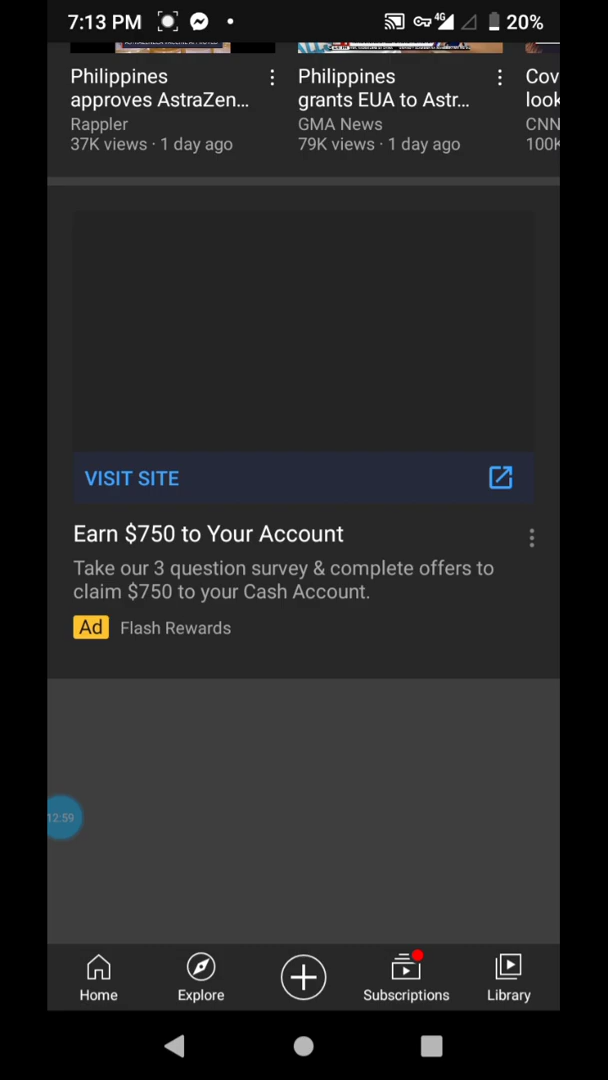 7:13 PM 4G 20%
Philippines
approves AstraZen...
Rappler
37K views · 1 day ago
Philippines
grants EUA to Astr...
GMA News
79K views · 1 day ago
Cov
look
CNN
100K
VISIT SITE
Earn $750 to Your Account
Take our 3 question survey & complete offers to
claim $750 to your Cash Account.
Ad Flash Rewards
12:59
Home Explore Subscriptions Library